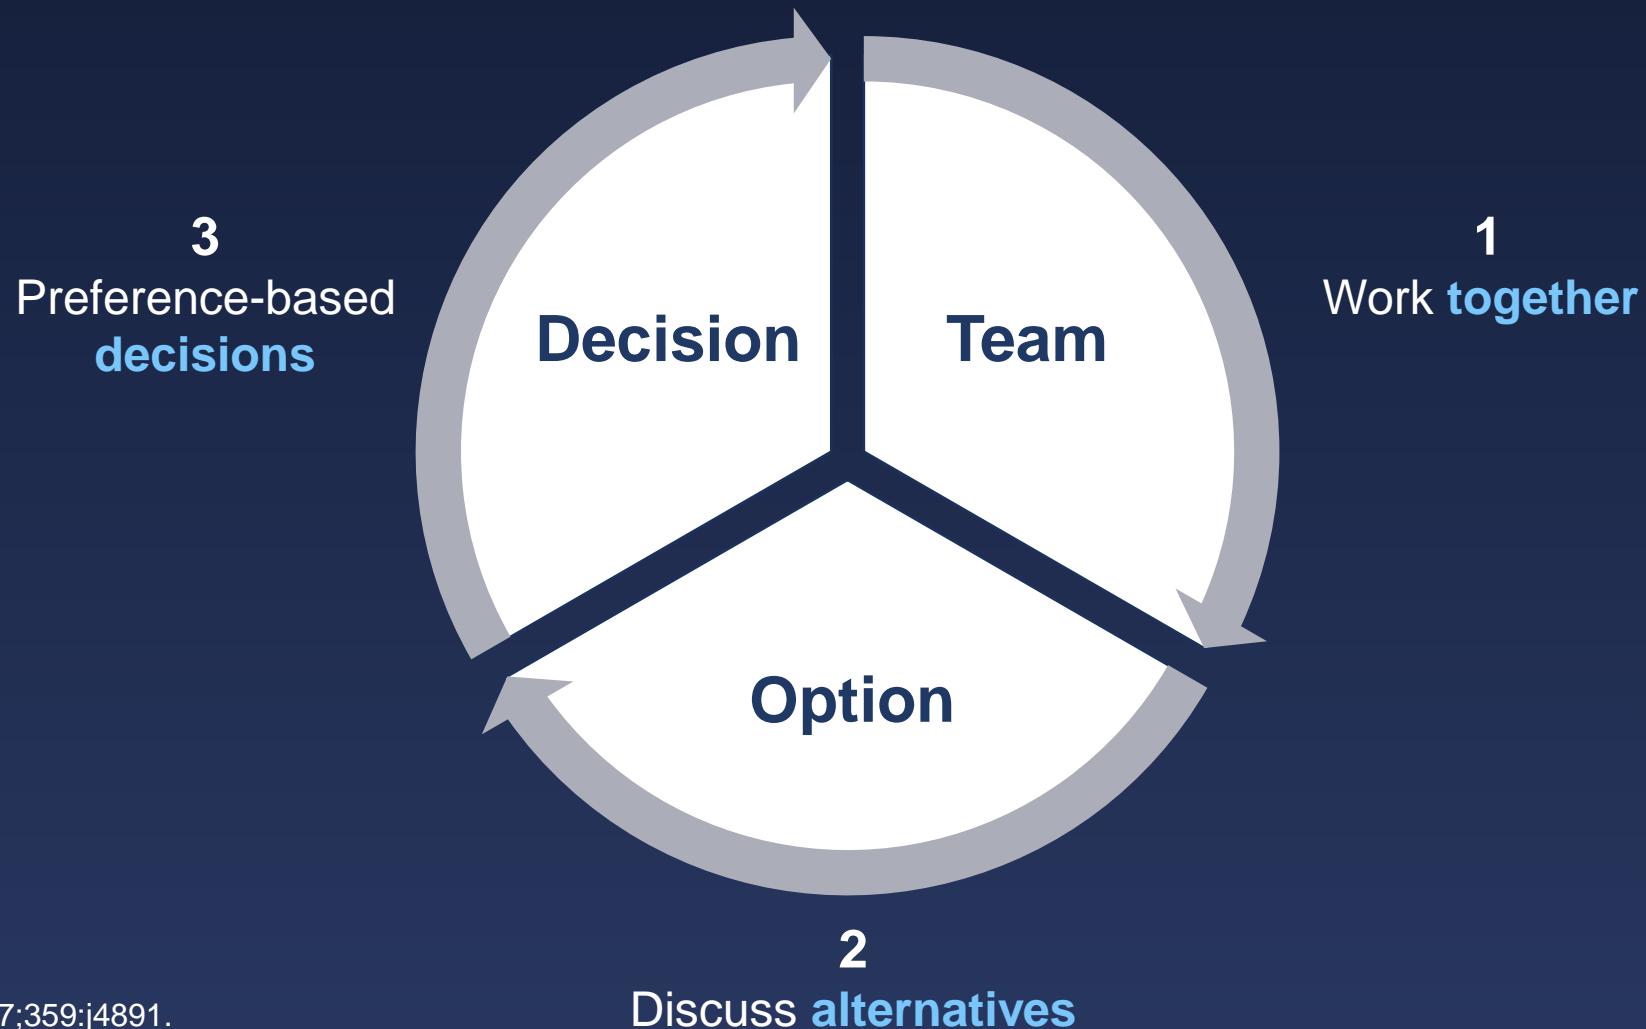 3
Preference-based
decisions
1
Work together
Decision
Team
Option
2
Discuss alternatives
7;359:j4891.